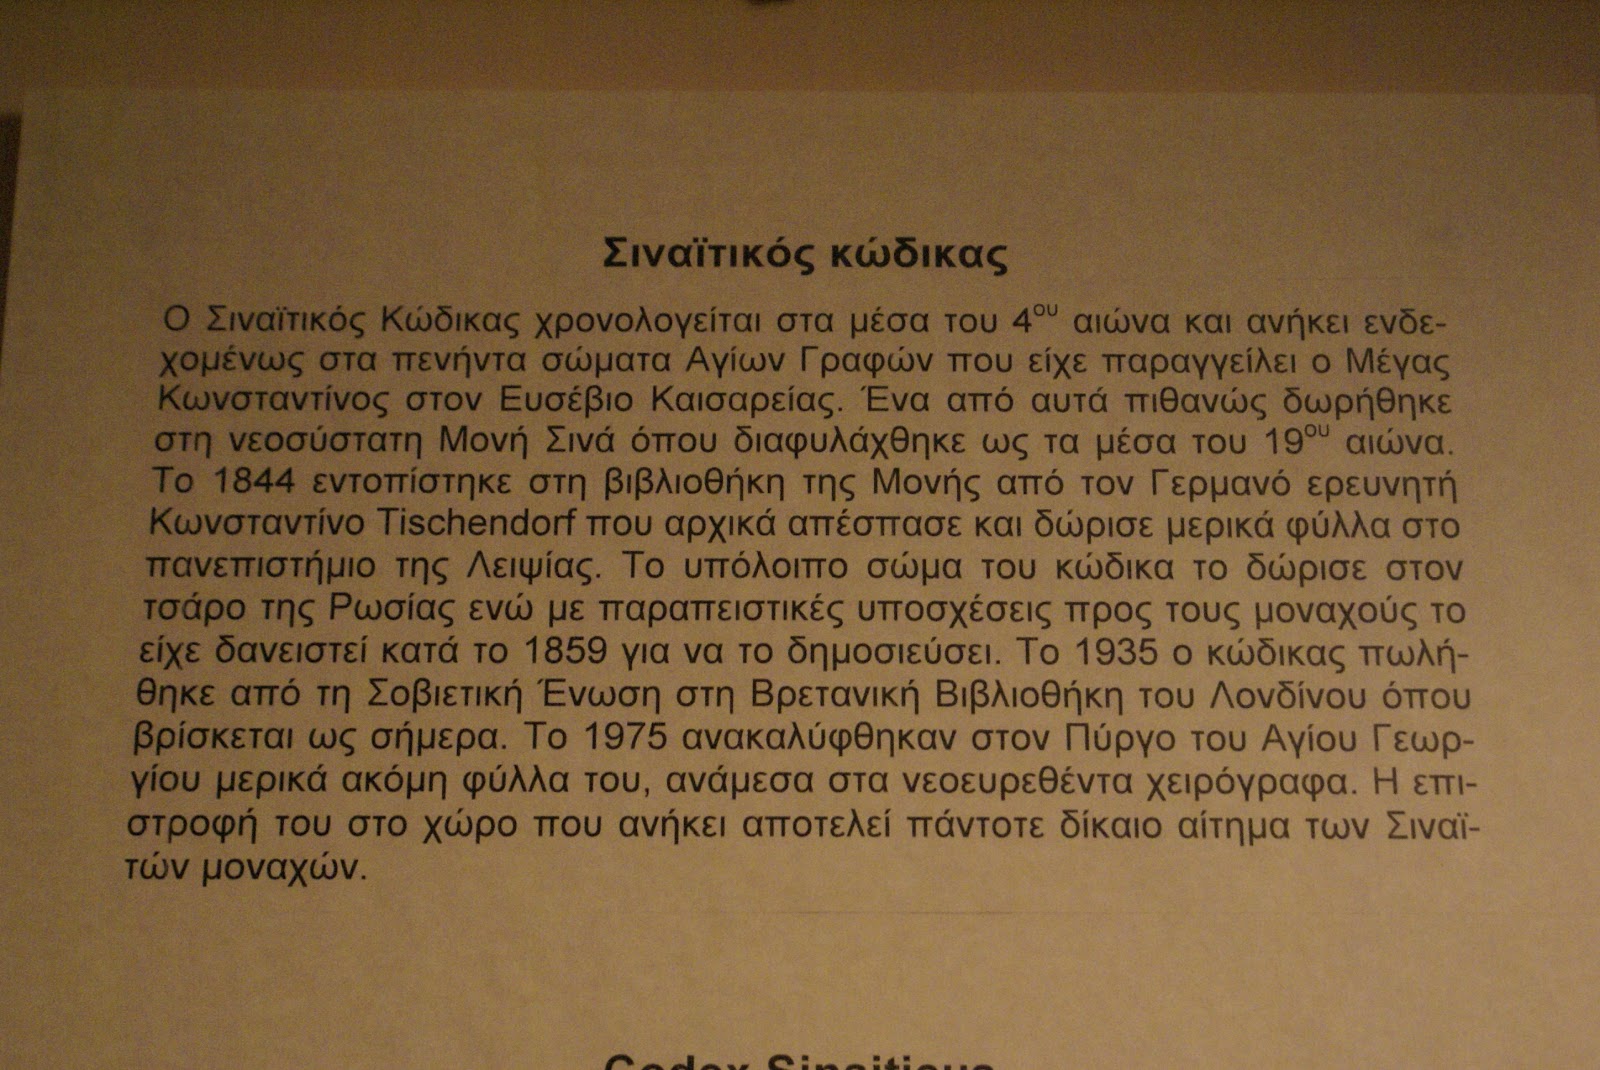 Σιναϊτικός κώδικας
Ο Σιναϊτικός Κώδικας χρονολογείται στα μέσα του 4ου αιώνα και ανήκει ενδε-
χομένως στα πενήντα σώματα Αγίων Γραφών που είχε παραγγείλει ο Μέγας
Κωνσταντίνος στον Ευσέβιο Καισαρείας. Ένα από αυτά πιθανώς δωρήθηκε
στη νεοσύστατη Μονή Σινά όπου διαφυλάχθηκε ως τα μέσα του 19ου αιώνα.
Το 1844 εντοπίστηκε στη βιβλιοθήκη της Μονής από τον Γερμανό ερευνητή
Κωνσταντίνο Tischendorf που αρχικά απέσπασε και δώρισε μερικά φύλλα στο
πανεπιστήμιο της Λειψίας. Το υπόλοιπο σώμα του κώδικα το δώρισε στον
τσάρο της Ρωσίας ενώ με παραπειστικές υποσχέσεις προς τους μοναχούς το
είχε δανειστεί κατά το 1859 για να το δημοσιεύσει. Το 1935 ο κώδικας πωλή-
θηκε από τη Σοβιετική Ένωση στη Βρετανική Βιβλιοθήκη του Λονδίνου όπου
βρίσκεται ως σήμερα. Το 1975 ανακαλύφθηκαν στον Πύργο του Αγίου Γεωρ-
γίου μερικά ακόμη φύλλα του, ανάμεσα στα νεοευρεθέντα χειρόγραφα. Η επι-
στροφή του στο χώρο που ανήκει αποτελεί πάντοτε δίκαιο αίτημα των Σιναϊ-
τών μοναχών.
Codex Sinaiticus